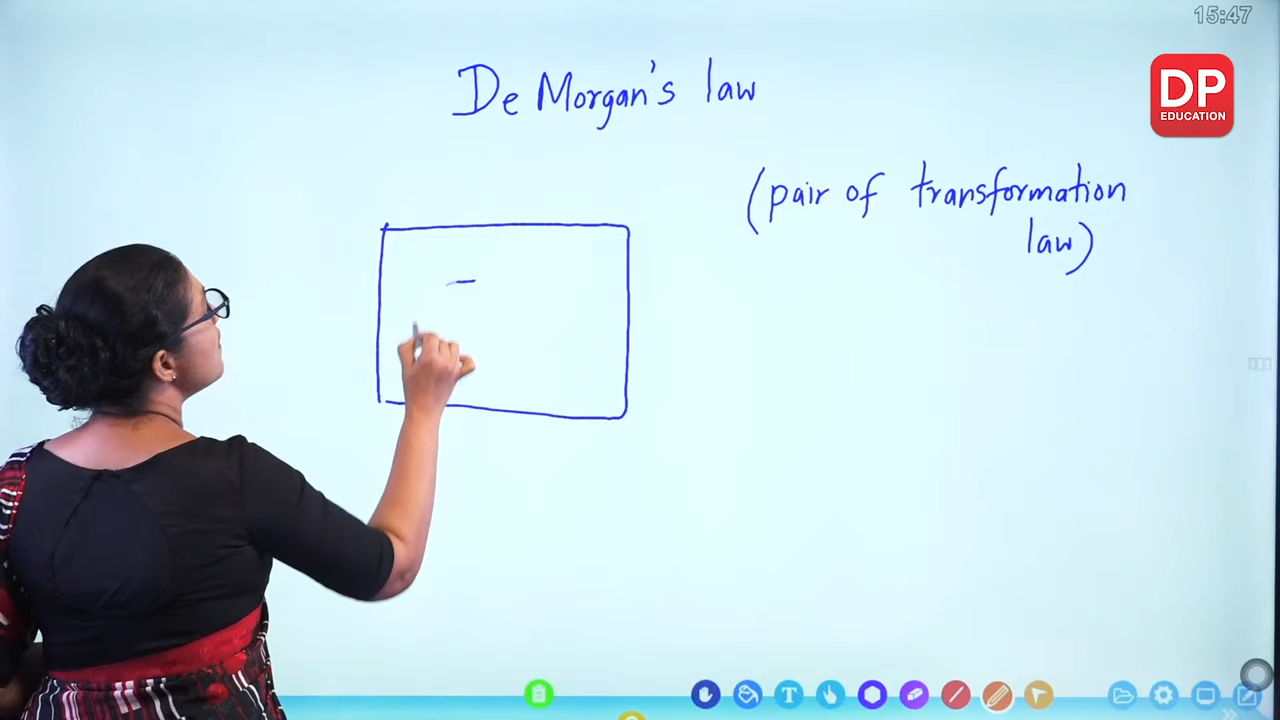 15:47
De Morgan's law
DP
EDUCATION
(pair of transformation
law)